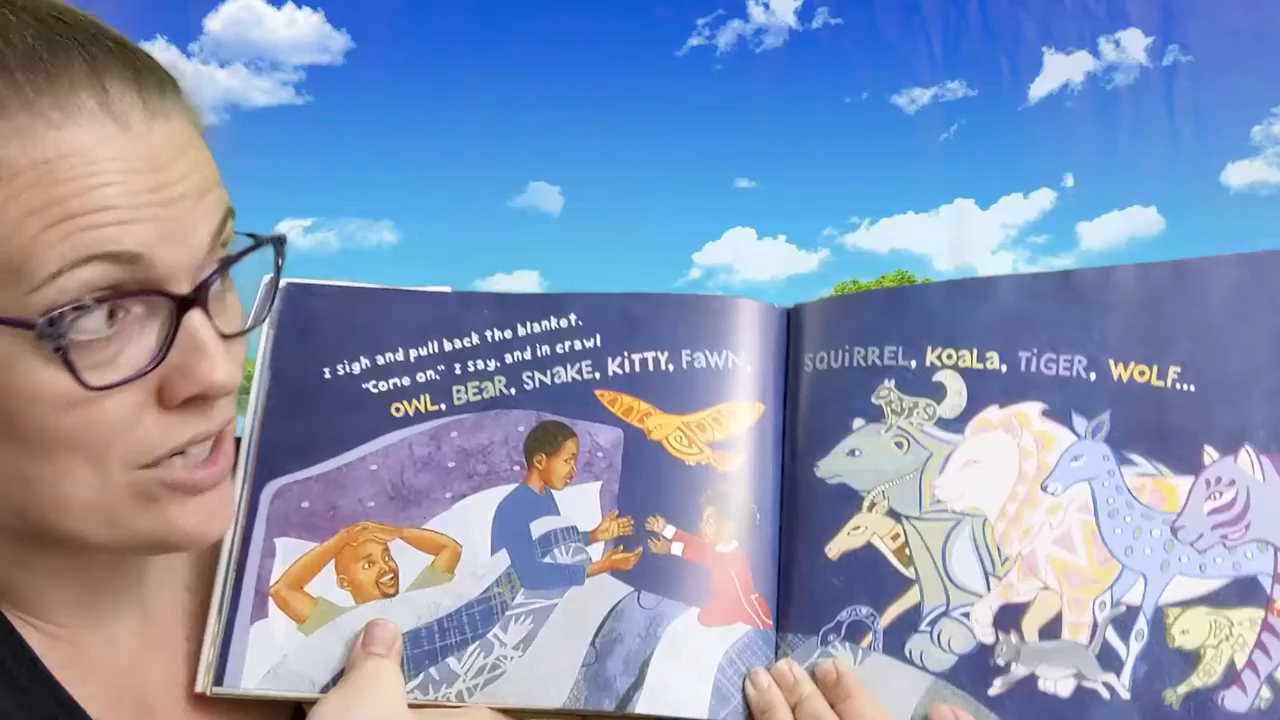 I sigh and pull back the blanket.
"Come on," I say, and in crawl
OWL, BEAR, SNAKE, KITTY, FAWN,
SQUIRREL, KOALA, TIGER, WOLF...